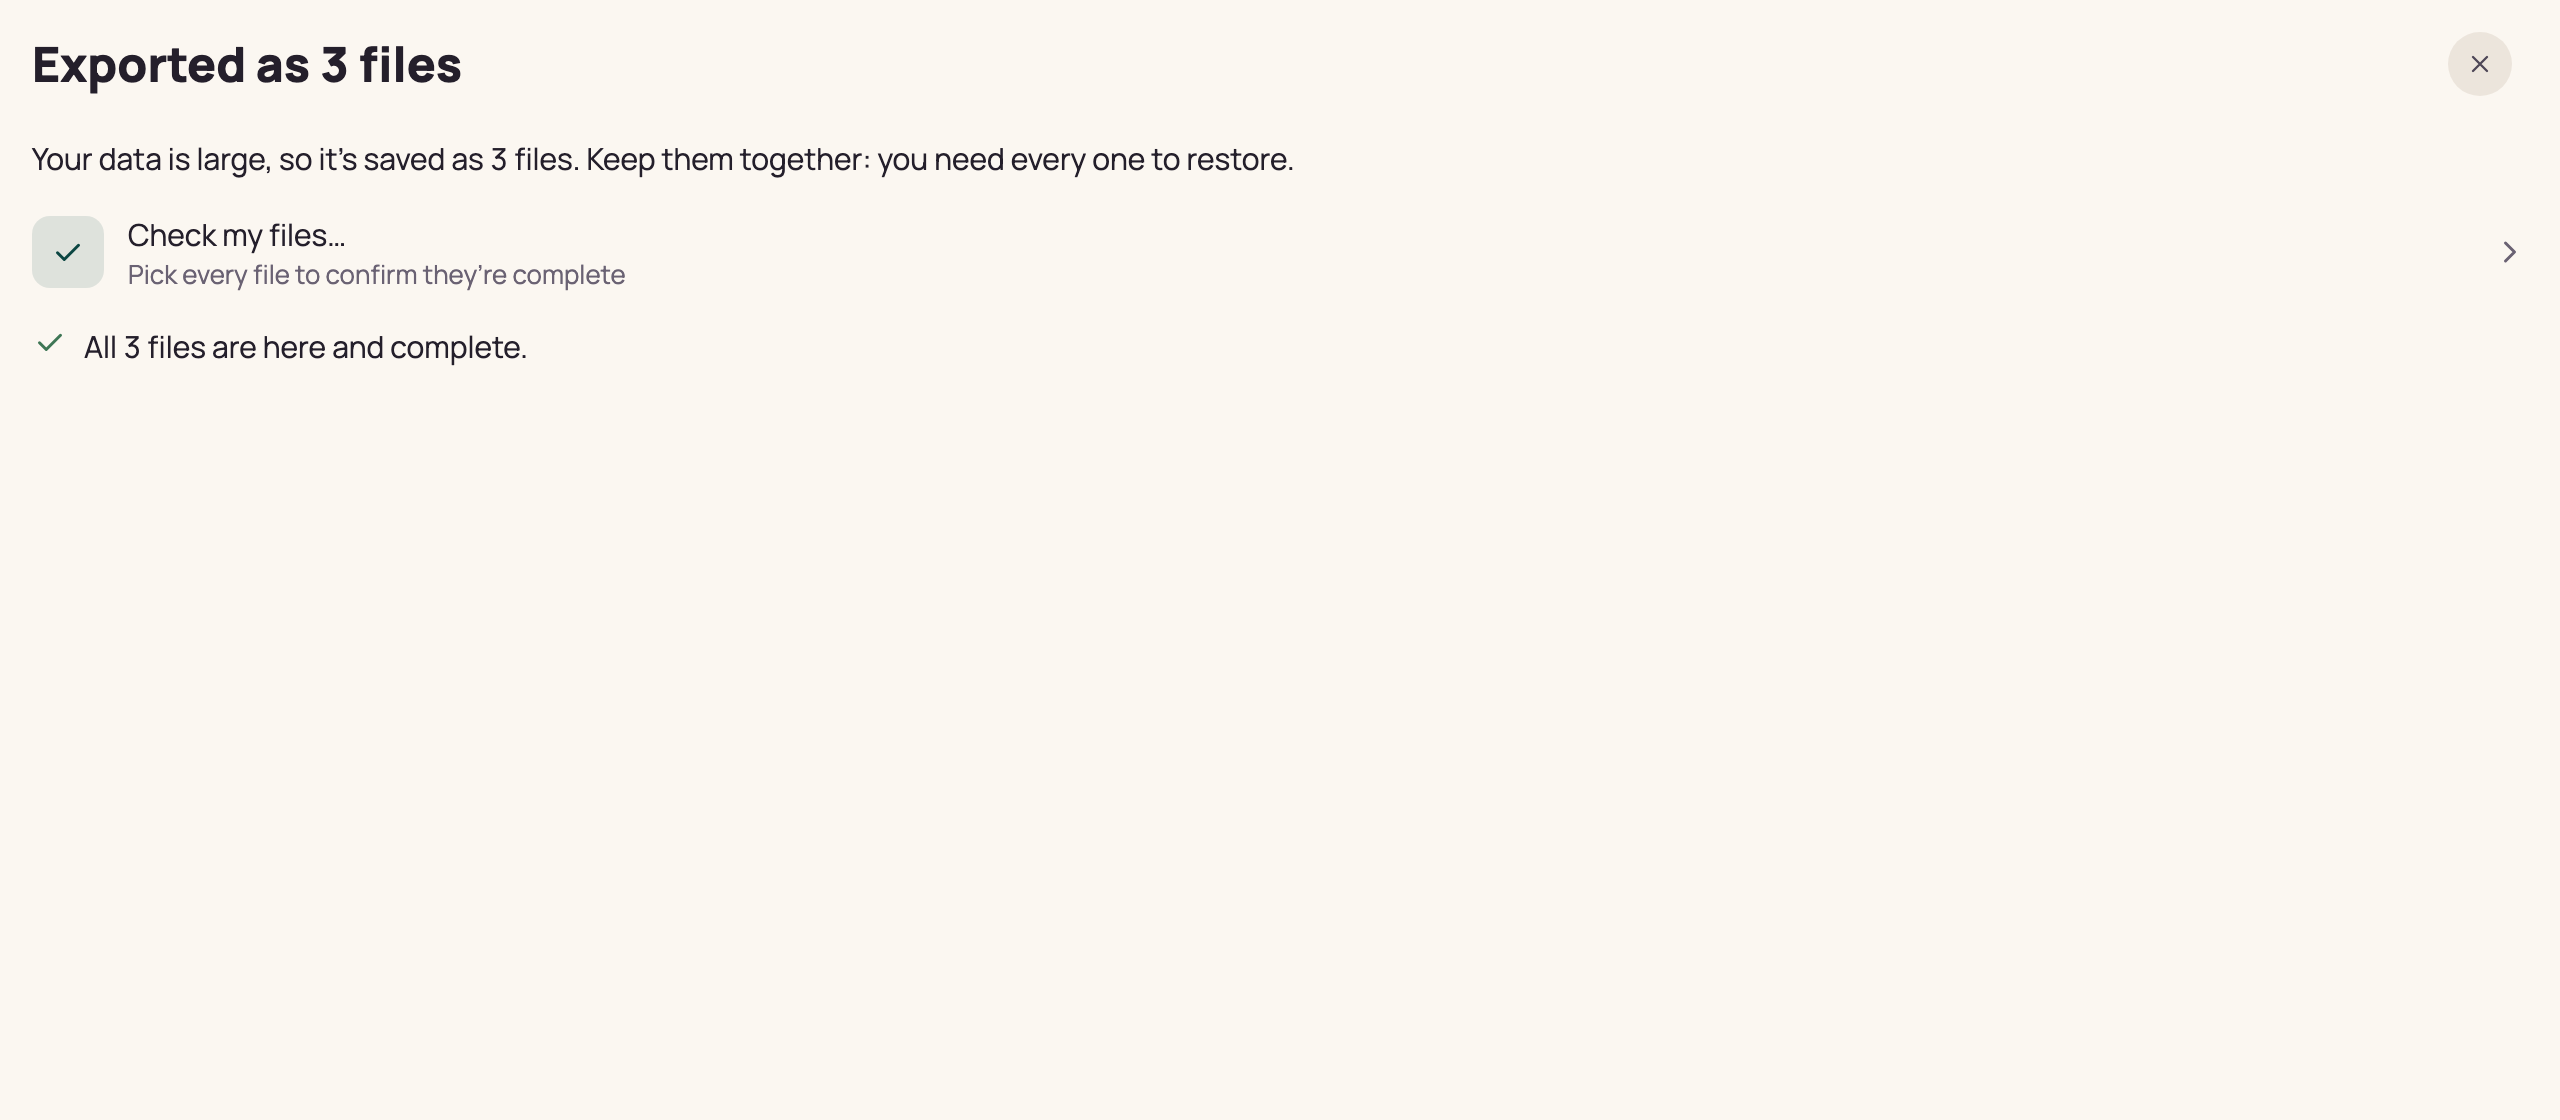 Exported as 3 files
Your data is large, so it’s saved as 3 files. Keep them together: you need every one to restore.
Check my files…
Pick every file to confirm they’re complete
All 3 files are here and complete.